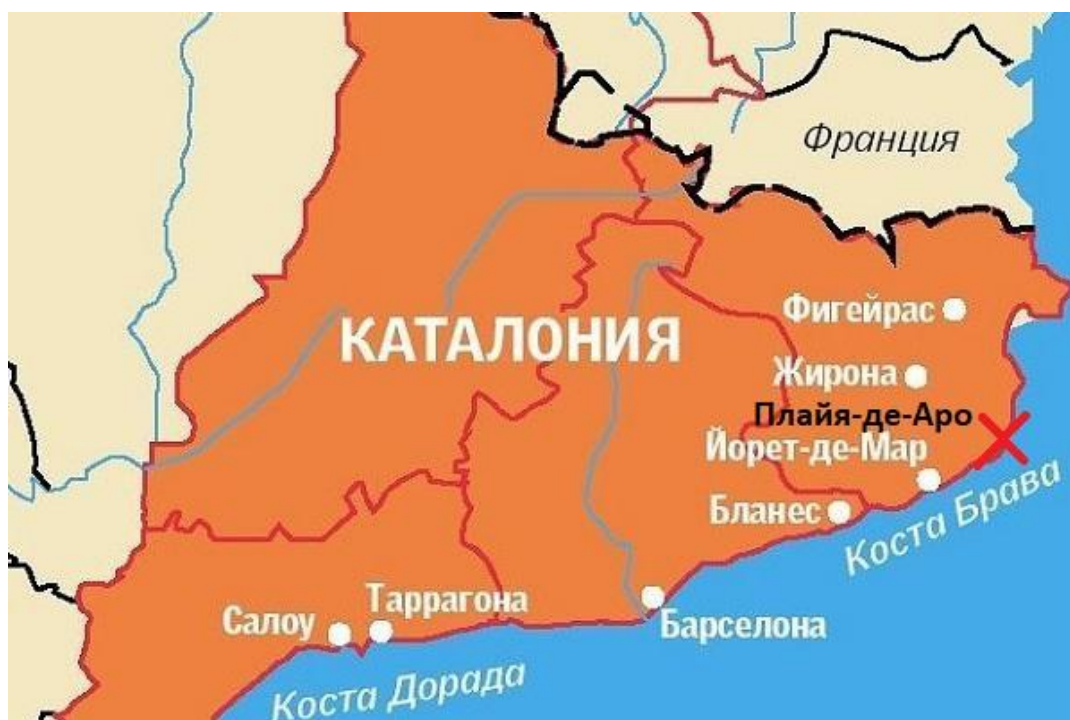 Франция
Фигейрас
КАТАЛОНИЯ
Жирона
Плайя-де-Аро
Йорет-де-Мар
Бланес
Коста Брава
Таррагона
Салоу
Барселона
Коста Дорада